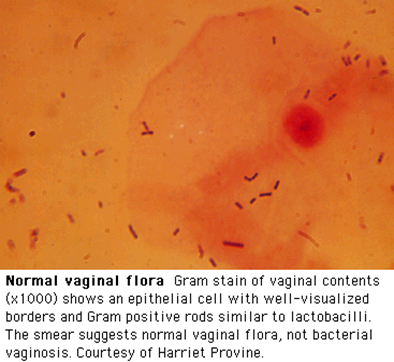 Normal vaginal flora Gram stain of vaginal contents
(x1000) shows an epithelial cell with well-visualized
borders and Gram positive rods similar to lactobacilli.
The smear suggests normal vaginal flora, not bacterial
vaginosis. Courtesy of Harriet Provine.